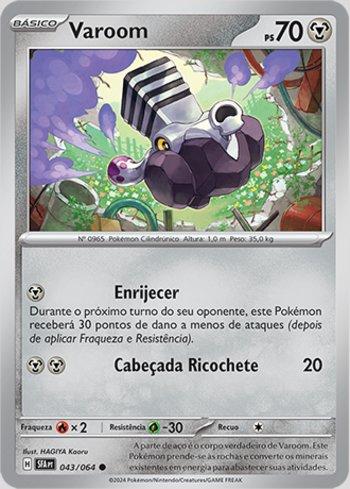 BÁSICO
Varoom
PS 70
Nº 0965 Pokémon Cilindrúnico Altura: 1,0 m Peso: 35,0 kg
Enrijecer
Durante o próximo turno do seu oponente, este Pokémon
receberá 30 pontos de dano a menos de ataques (depois
de aplicar Fraqueza e Resistência).
Cabeçada Ricochete 20
Fraqueza × 2 Resistência -30 Recuo
Ilust. HAGIYA Kaoru
H SFA PT 043/064
A parte de aço é o corpo verdadeiro de Varoom. Este
Pokémon prende-se às rochas e converte os minerais
existentes em energia para abastecer suas atividades.
©2024 Pokémon/Nintendo/Creatures/GAME FREAK